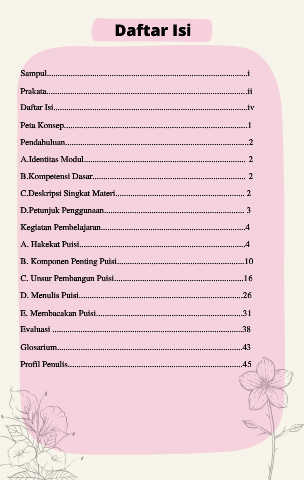 Daftar Isi
Sampul....................................................................................i
Prakata....................................................................................ii
Daftar Isi.................................................................................iv
Peta Konsep.............................................................................1
Pendahuluan............................................................................2
A.Identitas Modul.................................................................... 2
B.Kompetensi Dasar................................................................ 2
C.Deskripsi Singkat Materi...................................................... 2
D.Petunjuk Penggunaan........................................................... 3
Kegiatan Pembelajaran............................................................4
A. Hakekat Puisi......................................................................4
B. Komponen Penting Puisi.....................................................10
C. Unsur Pembangun Puisi......................................................16
D. Menulis Puisi......................................................................26
E. Membacakan Puisi..............................................................31
Evaluasi ..................................................................................38
Glosarium................................................................................43
Profil Penulis...........................................................................45